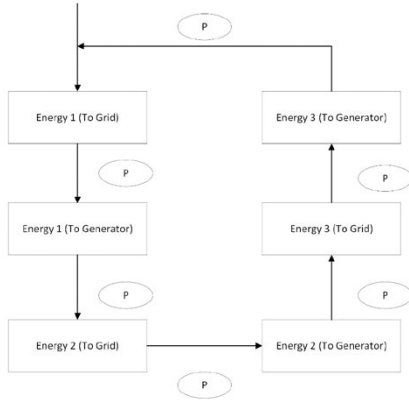 P
Energy 1 (To Grid)
Energy 3 (To Generator)
P
P
Energy 1 (To Generator)
Energy 3 (To Grid)
P
P
Energy 2 (To Grid)
Energy 2 (To Generator)
P